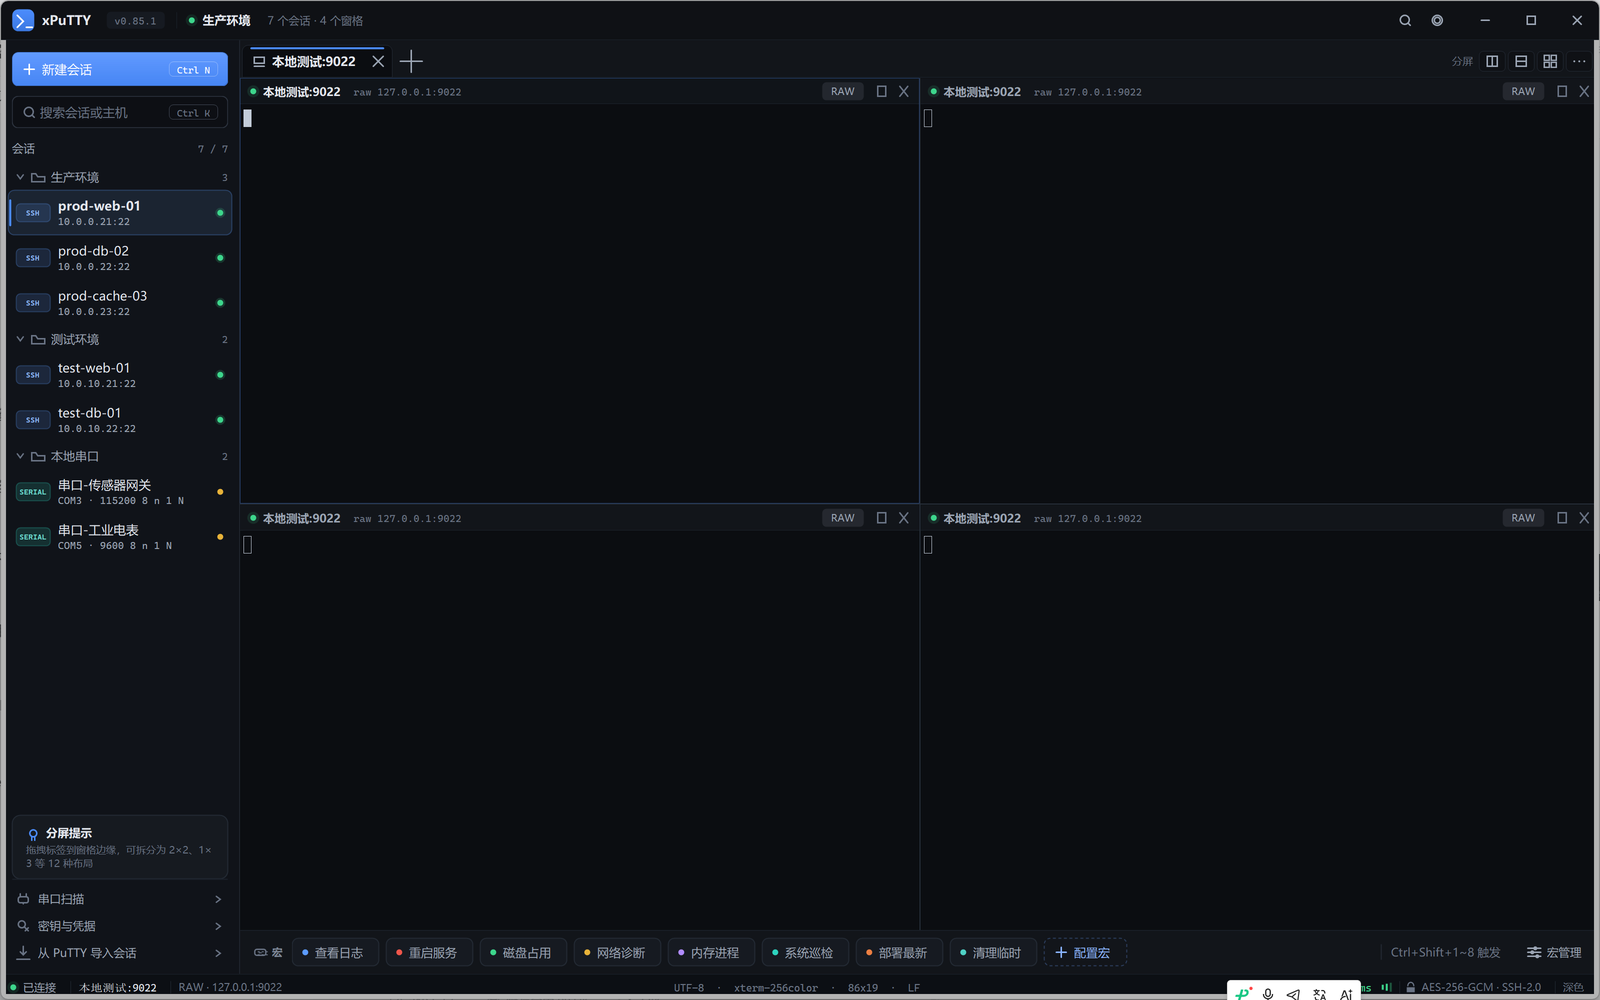 xPuTTY v0.85.1 生产环境 7 个会话 · 4 个窗格
新建会话 Ctrl N
搜索会话或主机 Ctrl K
会话 7 / 7
生产环境 3
SSH prod-web-01
10.0.0.21:22
SSH prod-db-02
10.0.0.22:22
SSH prod-cache-03
10.0.0.23:22
测试环境 2
SSH test-web-01
10.0.10.21:22
SSH test-db-01
10.0.10.22:22
本地串口 2
SERIAL 串口-传感器网关
COM3 · 115200 8 n 1 N
SERIAL 串口-工业电表
COM5 · 9600 8 n 1 N
分屏提示
拖拽标签到窗格边缘，可拆分为 2×2、1×
3 等 12 种布局
串口扫描
密钥与凭据
从 PuTTY 导入会话
本地测试:9022
分屏
本地测试:9022 raw 127.0.0.1:9022 RAW
本地测试:9022 raw 127.0.0.1:9022 RAW
本地测试:9022 raw 127.0.0.1:9022 RAW
本地测试:9022 raw 127.0.0.1:9022 RAW
宏 查看日志 重启服务 磁盘占用 网络诊断 内存进程 系统巡检 部署最新 清理临时 配置宏 Ctrl+Shift+1~8 触发 宏管理
已连接 本地测试:9022 RAW · 127.0.0.1:9022 UTF-8 · xterm-256color · 86x19 · LF ms AES-256-GCM · SSH-2.0 深色